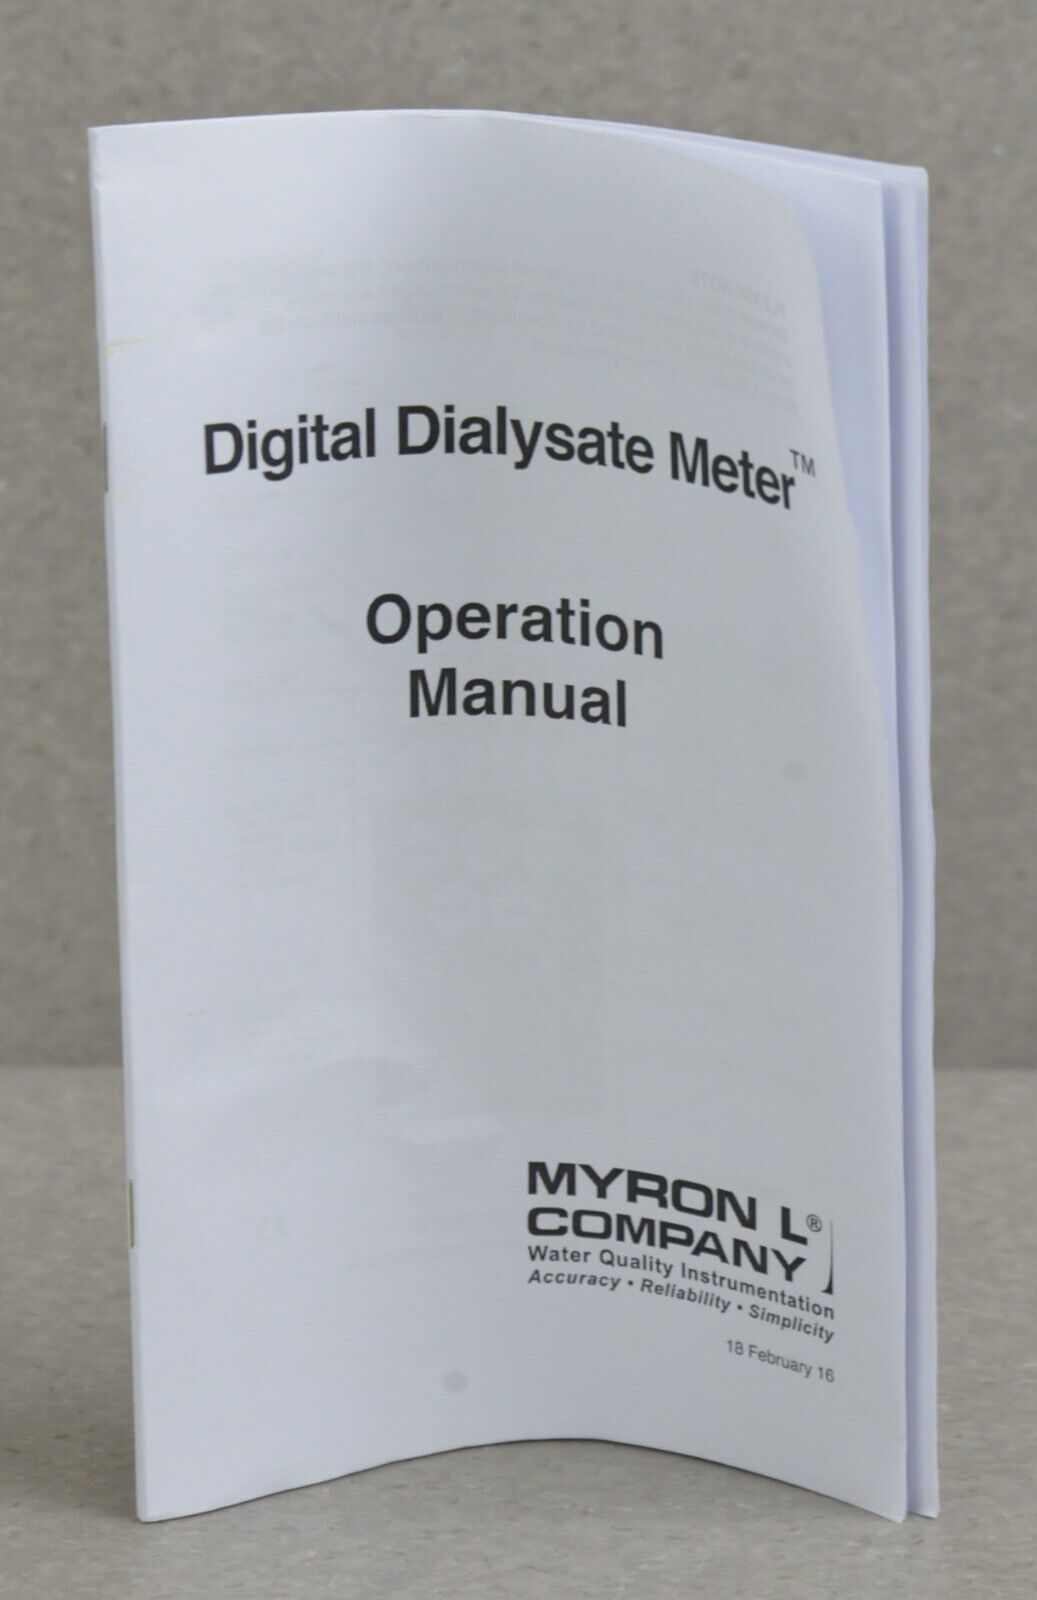 Digital Dialysate Meter™
Operation
Manual
MYRON L®
COMPANY
Water Quality Instrumentation
Accuracy • Reliability • Simplicity
18 February 16